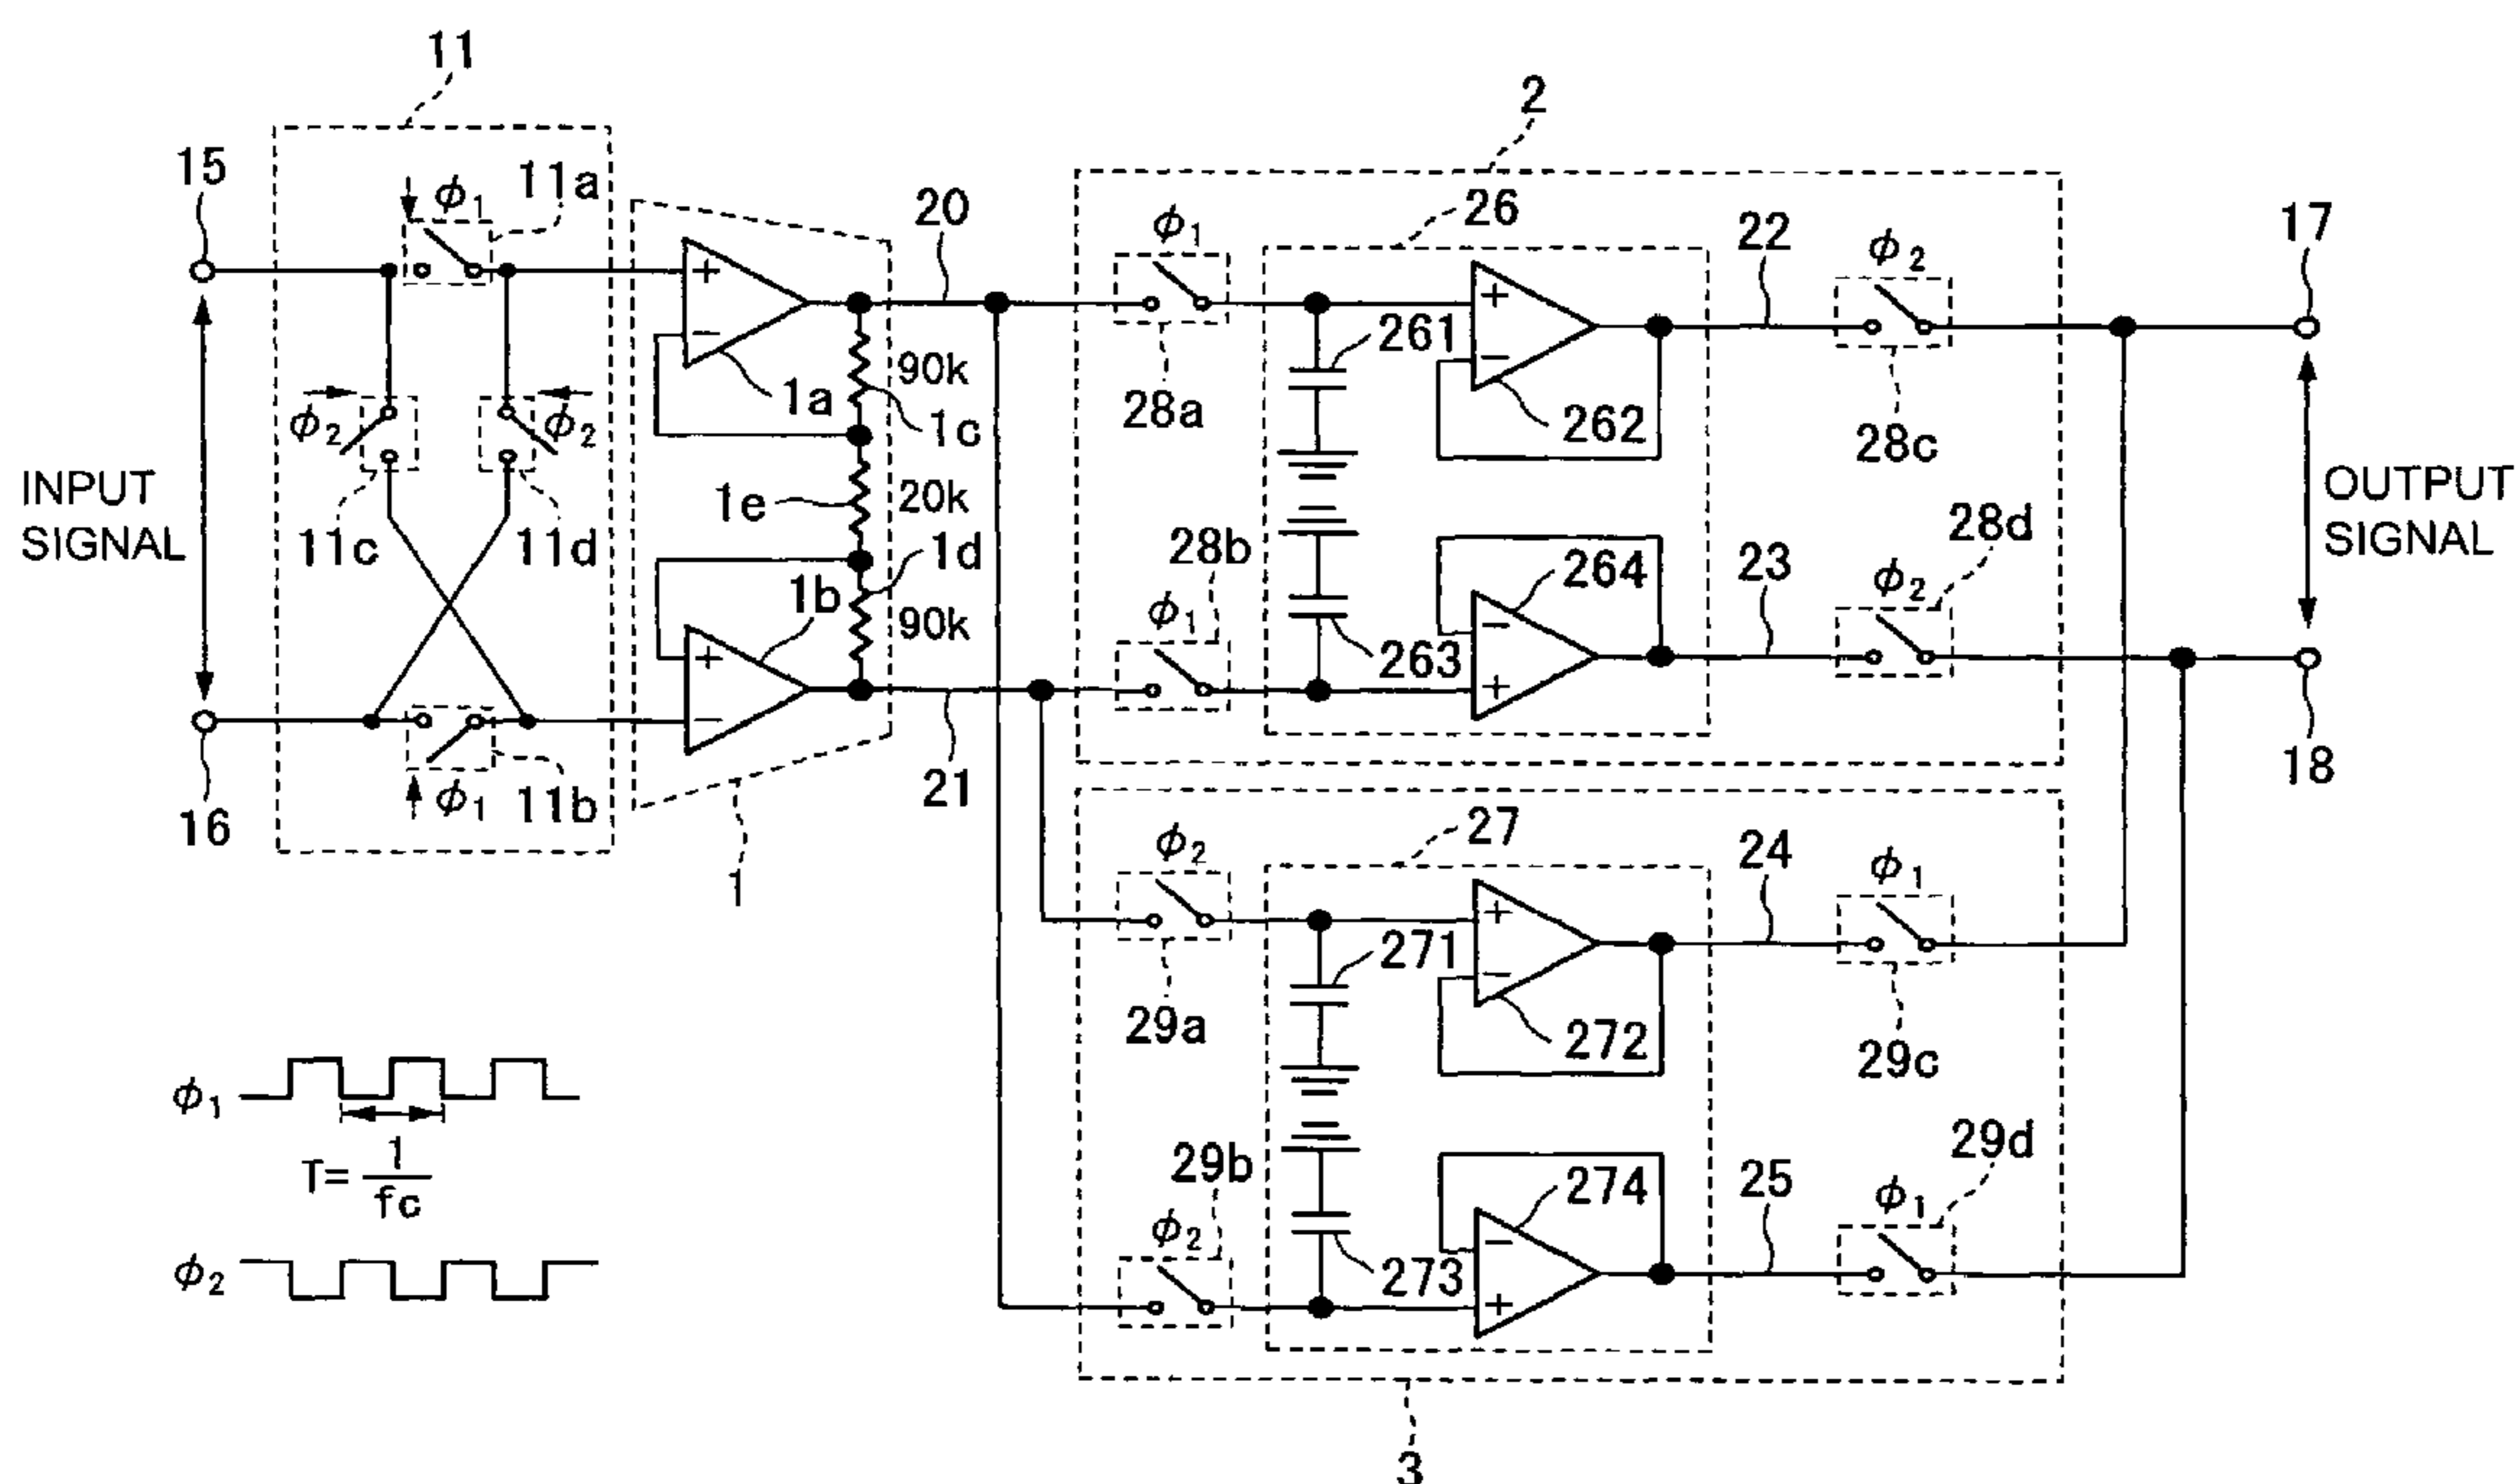 11
2
15
ϕ1
11a
20
26
22
17
ϕ1
ϕ2
+
+
261
−
90k
−
1a
1c
28a
262
28c
ϕ2
ϕ2
INPUT
SIGNAL
11c
11d
1e
20k
28b
28d
OUTPUT
SIGNAL
1d
264
23
ϕ2
1b
90k
ϕ1
−
263
+
+
−
16
ϕ1
11b
1
21
18
ϕ2
27
24
ϕ1
+
271
−
29a
272
29c
ϕ1
T= 1
fc
29b
29d
274
25
ϕ1
ϕ2
ϕ2
−
273
+
3